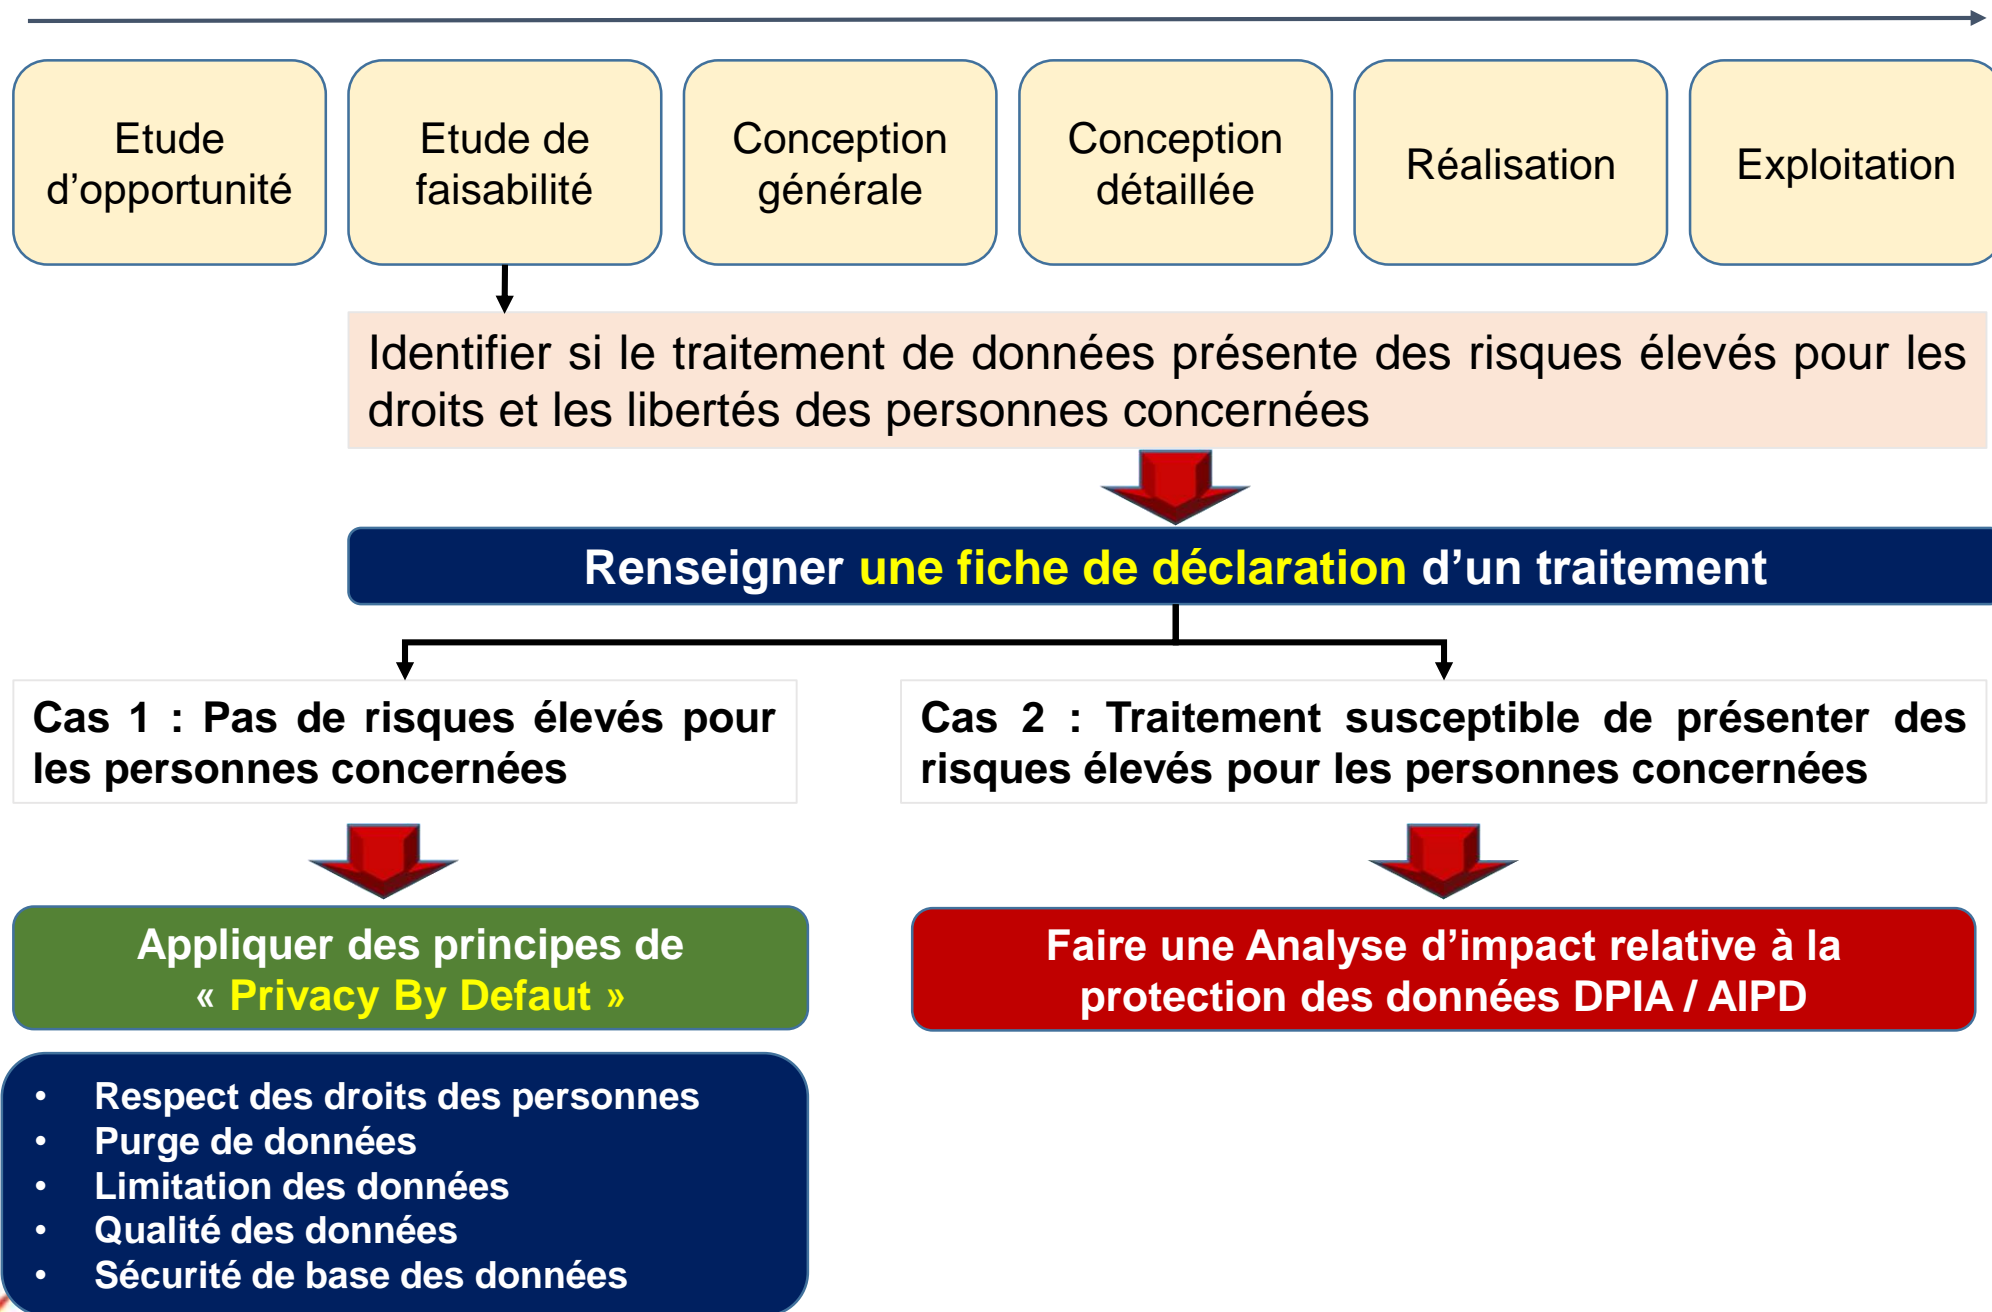 Etude
d’opportunité
Etude de
faisabilité
Conception
générale
Conception
détaillée
Réalisation
Exploitation
Identifier si le traitement de données présente des risques élevés pour les
droits et les libertés des personnes concernées
Renseigner une fiche de déclaration d’un traitement
Cas 1 : Pas de risques élevés pour
les personnes concernées
Cas 2 : Traitement susceptible de présenter des
risques élevés pour les personnes concernées
Appliquer des principes de
« Privacy By Defaut »
Faire une Analyse d’impact relative à la
protection des données DPIA / AIPD
• Respect des droits des personnes
• Purge de données
• Limitation des données
• Qualité des données
• Sécurité de base des données